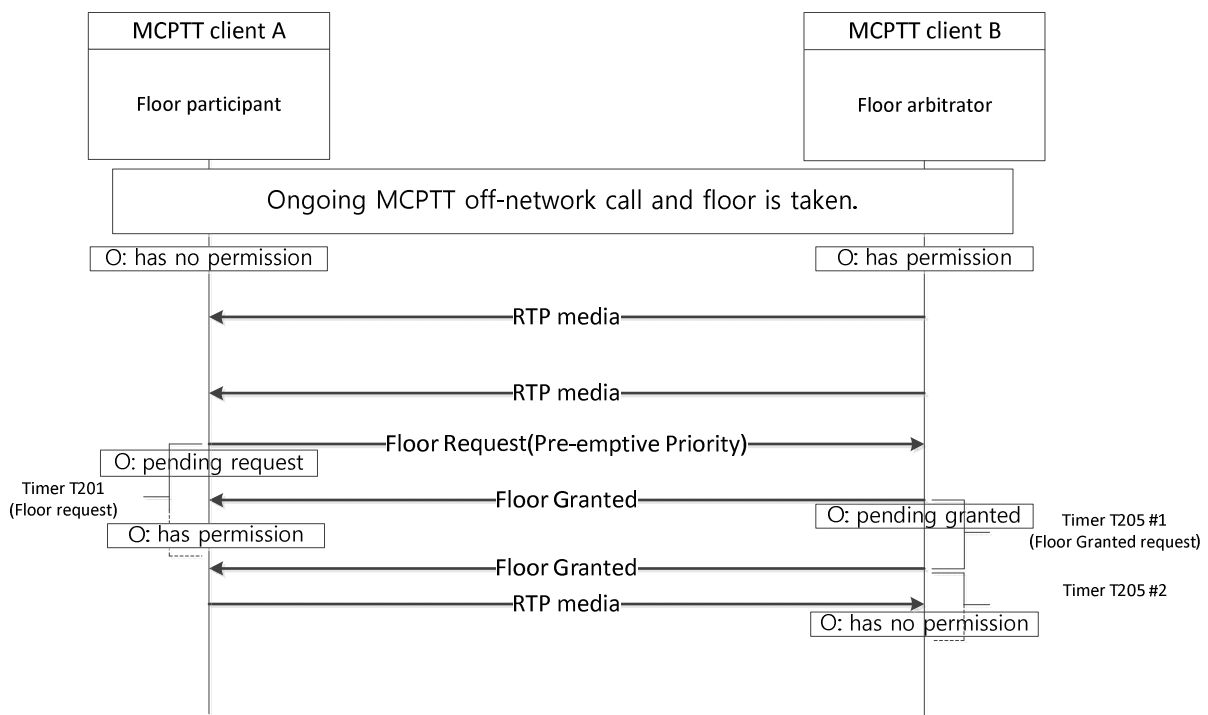 MCPTT client A
MCPTT client B
Floor participant
Floor arbitrator
Ongoing MCPTT off-network call and floor is taken.
O: has no permission
O: has permission
RTP media
RTP media
Floor Request(Pre-emptive Priority)
O: pending request
Timer T201
(Floor request)
Floor Granted
O: pending granted
Timer T205 #1
(Floor Granted request)
O: has permission
Floor Granted
Timer T205 #2
RTP media
O: has no permission